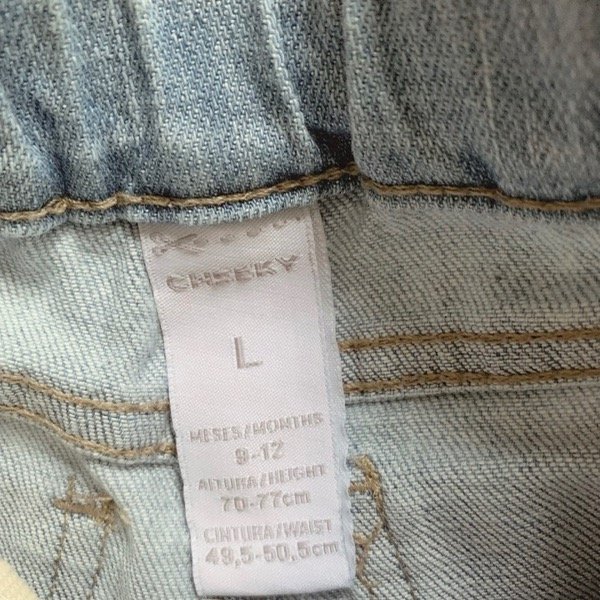 CHEEKY
L
MESES/MONTHS
9-12
ALTURA/HEIGHT
70-77cm
CINTURA/WAIST
49,5-50,5cm